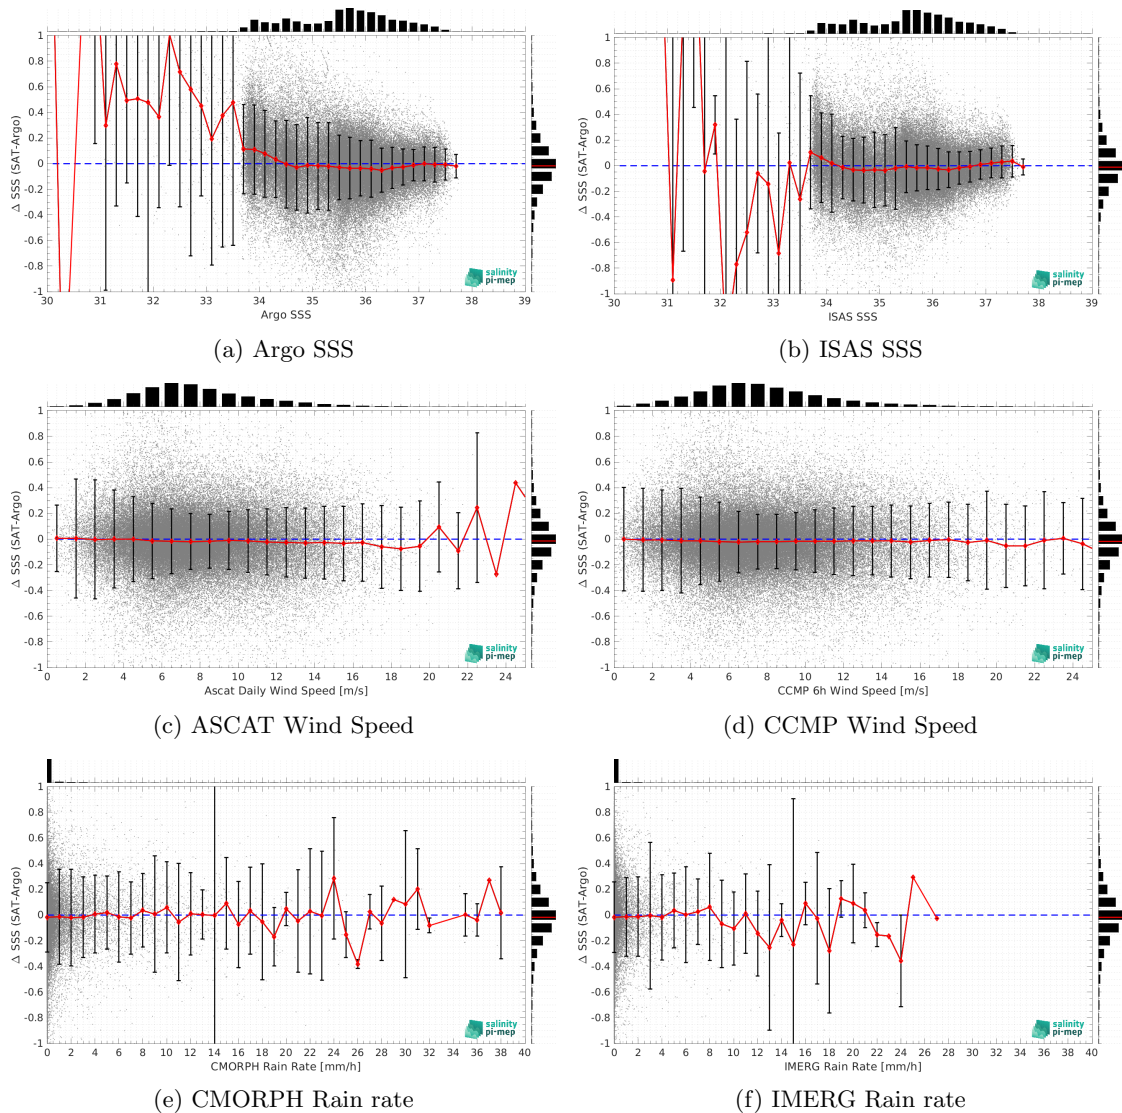 1
0.8
0.6
0.4
0.2
0
-0.2
-0.4
-0.6
-0.8
-1
Δ SSS (SAT-Argo)
salinity
pi-mep
30 31 32 33 34 35 36 37 38 39
Argo SSS
(a) Argo SSS
1
0.8
0.6
0.4
0.2
0
-0.2
-0.4
-0.6
-0.8
-1
Δ SSS (SAT-Argo)
salinity
pi-mep
30 31 32 33 34 35 36 37 38 39
ISAS SSS
(b) ISAS SSS
1
0.8
0.6
0.4
0.2
0
-0.2
-0.4
-0.6
-0.8
-1
Δ SSS (SAT-Argo)
salinity
pi-mep
0 2 4 6 8 10 12 14 16 18 20 22 24
Ascat Daily Wind Speed [m/s]
(c) ASCAT Wind Speed
1
0.8
0.6
0.4
0.2
0
-0.2
-0.4
-0.6
-0.8
-1
Δ SSS (SAT-Argo)
salinity
pi-mep
0 2 4 6 8 10 12 14 16 18 20 22 24
CCMP 6h Wind Speed [m/s]
(d) CCMP Wind Speed
1
0.8
0.6
0.4
0.2
0
-0.2
-0.4
-0.6
-0.8
-1
Δ SSS (SAT-Argo)
salinity
pi-mep
0 2 4 6 8 10 12 14 16 18 20 22 24 26 28 30 32 34 36 38 40
CMORPH Rain Rate [mm/h]
(e) CMORPH Rain rate
1
0.8
0.6
0.4
0.2
0
-0.2
-0.4
-0.6
-0.8
-1
Δ SSS (SAT-Argo)
salinity
pi-mep
0 2 4 6 8 10 12 14 16 18 20 22 24 26 28 30 32 34 36 38 40
IMERG Rain Rate [mm/h]
(f) IMERG Rain rate